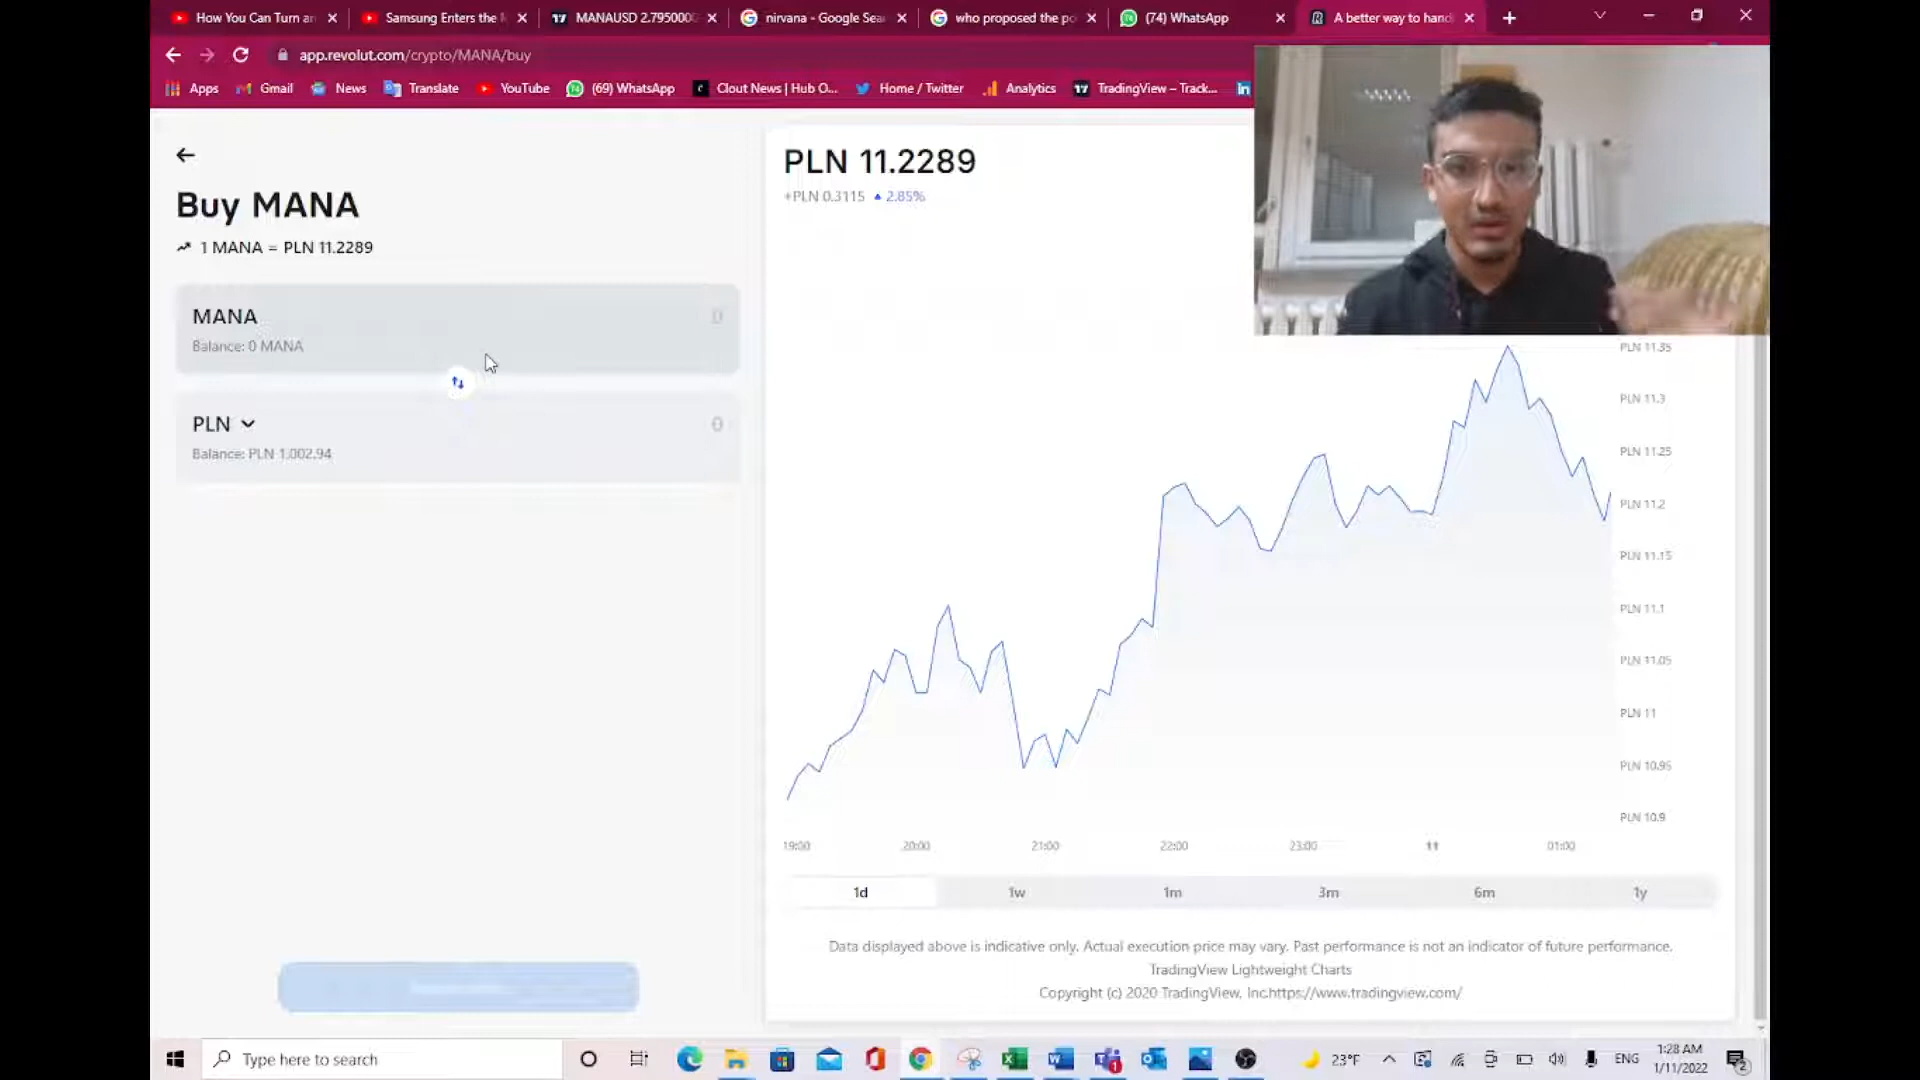 How You Can Turn an
Samsung Enters the M
MANAUSD 2.795000
nirvana - Google Sea
who proposed the po
(74) WhatsApp
A better way to hand
app.revolut.com/crypto/MANA/buy
Apps
Gmail
News
Translate
YouTube
(69) WhatsApp
Clout News | Hub O...
Home / Twitter
Analytics
TradingView – Track...
Buy MANA
1 MANA = PLN 11.2289
MANA
0
Balance: 0 MANA
PLN
0
Balance: PLN 1.002.94
PLN 11.2289
+PLN 0.3115 ▲ 2.85%
PLN 11.35
PLN 11.3
PLN 11.25
PLN 11.2
PLN 11.15
PLN 11.1
PLN 11.05
PLN 11
PLN 10.95
PLN 10.9
19:00
20:00
21:00
22:00
23:00
11
01:00
1d
1w
1m
3m
6m
1y
Data displayed above is indicative only. Actual execution price may vary. Past performance is not an indicator of future performance.
TradingView Lightweight Charts
Copyright (c) 2020 TradingView, Inc.https://www.tradingview.com/
Type here to search
23°F
ENG
1:28 AM
1/11/2022